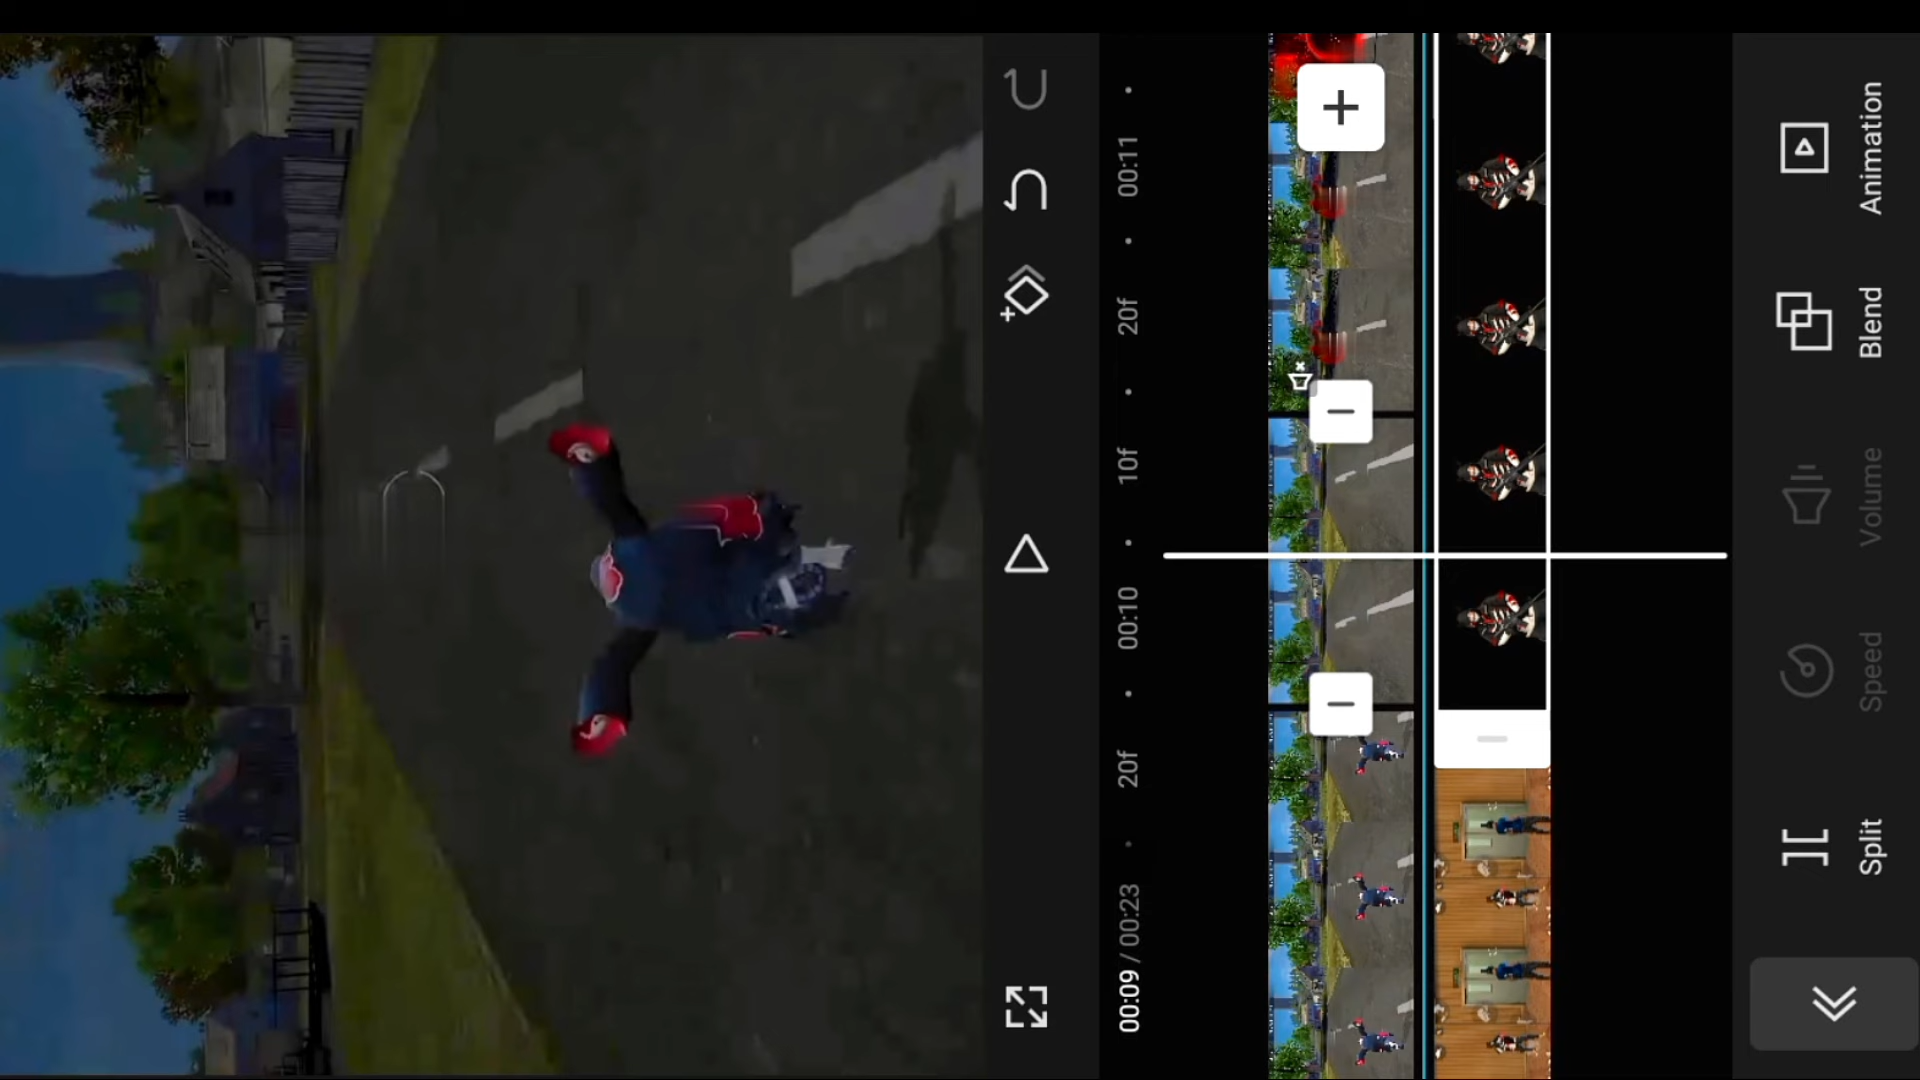 00:09 / 00:23
20f
00:10
10f
20f
00:11
Split
Speed
Volume
Blend
Animation